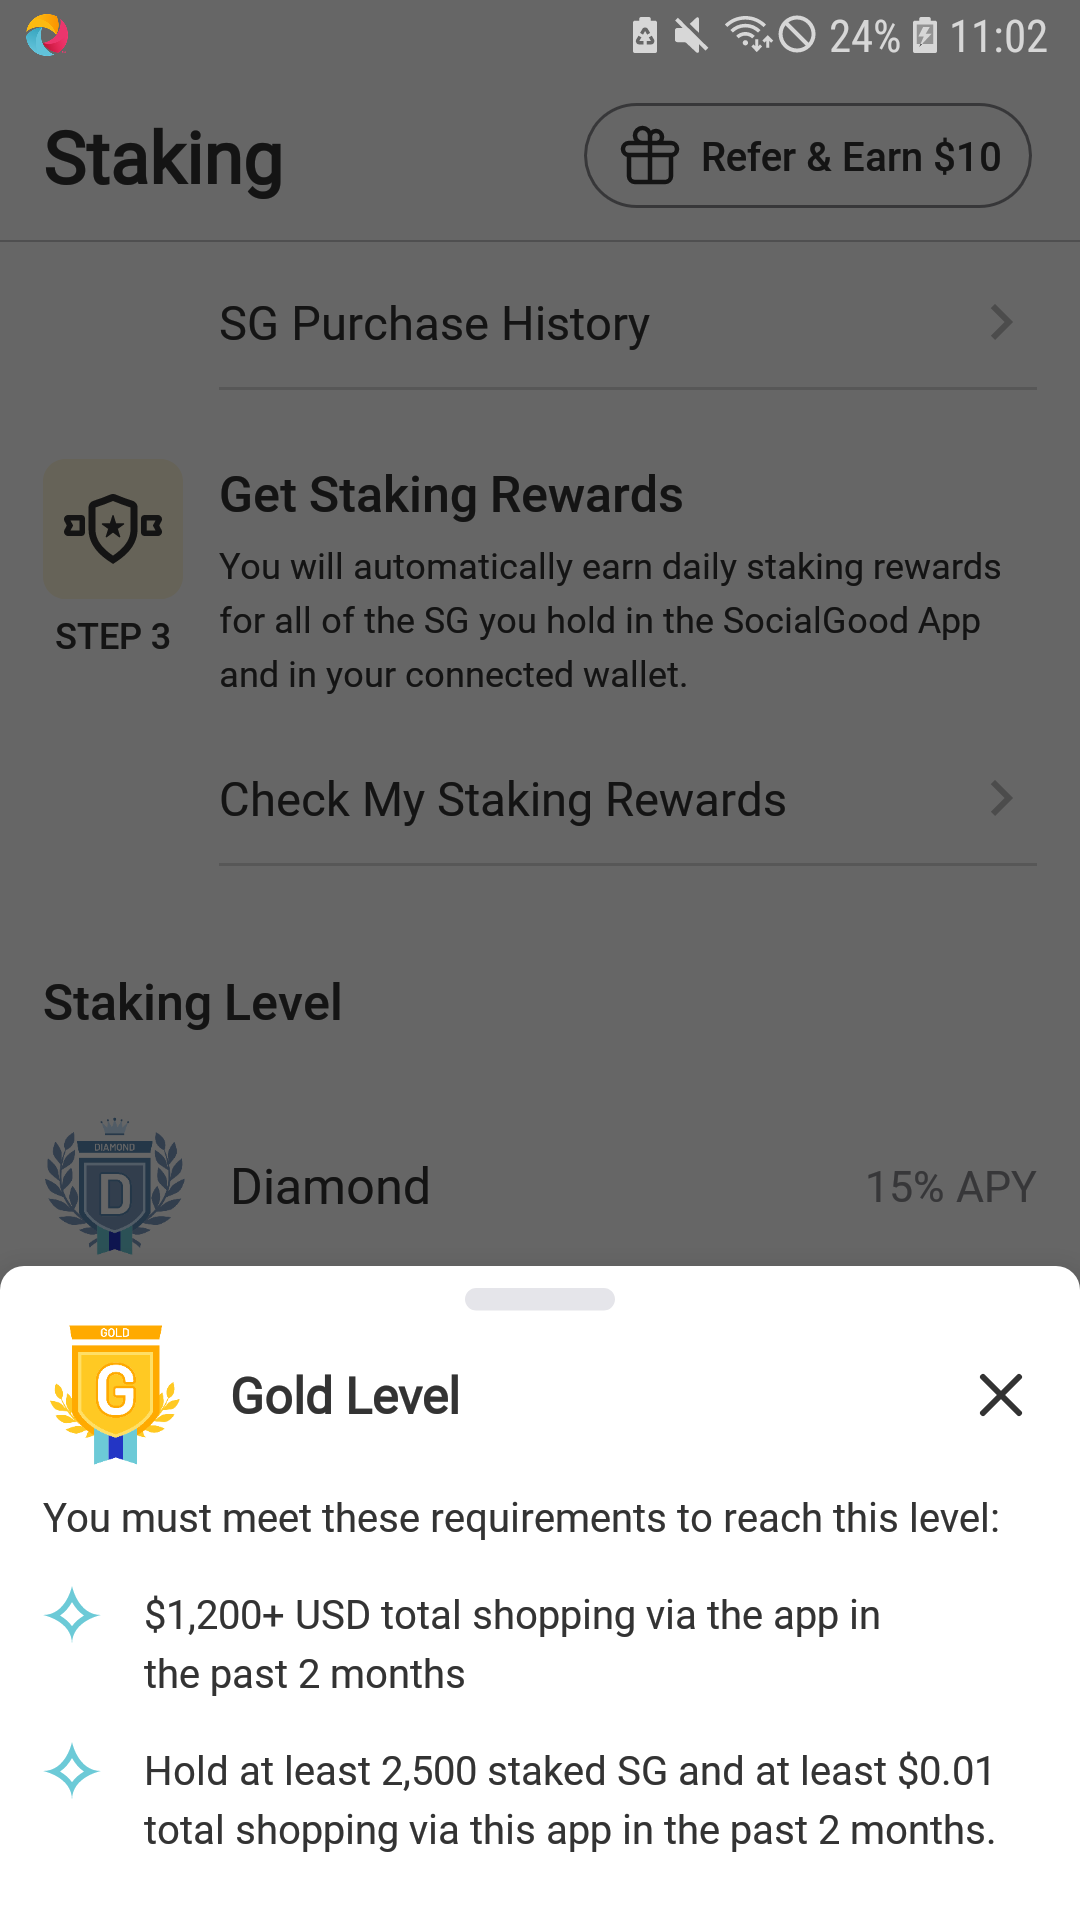 24% 11:02
Staking
Refer & Earn $10
SG Purchase History
Get Staking Rewards
You will automatically earn daily staking rewards
for all of the SG you hold in the SocialGood App
and in your connected wallet.
STEP 3
Check My Staking Rewards
Staking Level
DIAMOND
D
Diamond
15% APY
GOLD
G
Gold Level
You must meet these requirements to reach this level:
$1,200+ USD total shopping via the app in
the past 2 months
Hold at least 2,500 staked SG and at least $0.01
total shopping via this app in the past 2 months.